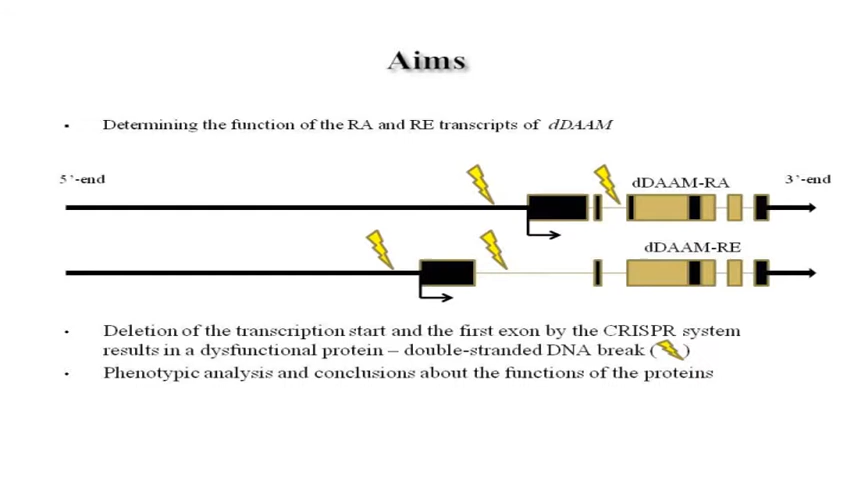 Aims
• Determining the function of the RA and RE transcripts of dDAAM
5'-end
dDAAM-RA
3'-end
dDAAM-RE
• Deletion of the transcription start and the first exon by the CRISPR system
results in a dysfunctional protein – double-stranded DNA break ( )
• Phenotypic analysis and conclusions about the functions of the proteins